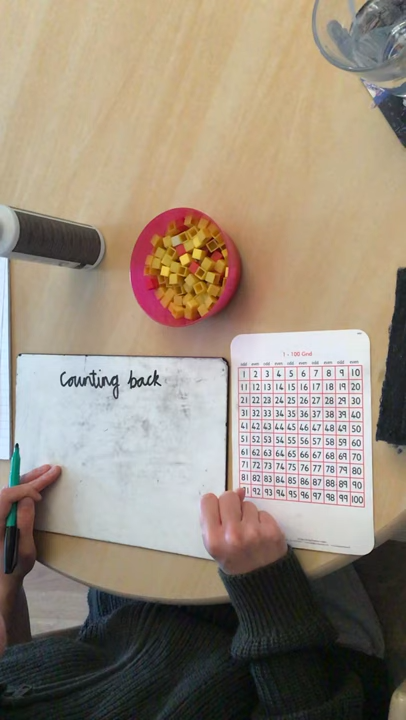 Counting back
1 - 100 Grid
odd even odd even odd even odd even odd even
1 2 3 4 5 6 7 8 9 10
11 12 13 14 15 16 17 18 19 20
21 22 23 24 25 26 27 28 29 30
31 32 33 34 35 36 37 38 39 40
41 42 43 44 45 46 47 48 49 50
51 52 53 54 55 56 57 58 59 60
61 62 63 64 65 66 67 68 69 70
71 72 73 74 75 76 77 78 79 80
81 82 83 84 85 86 87 88 89 90
92 93 94 95 96 97 98 99 100